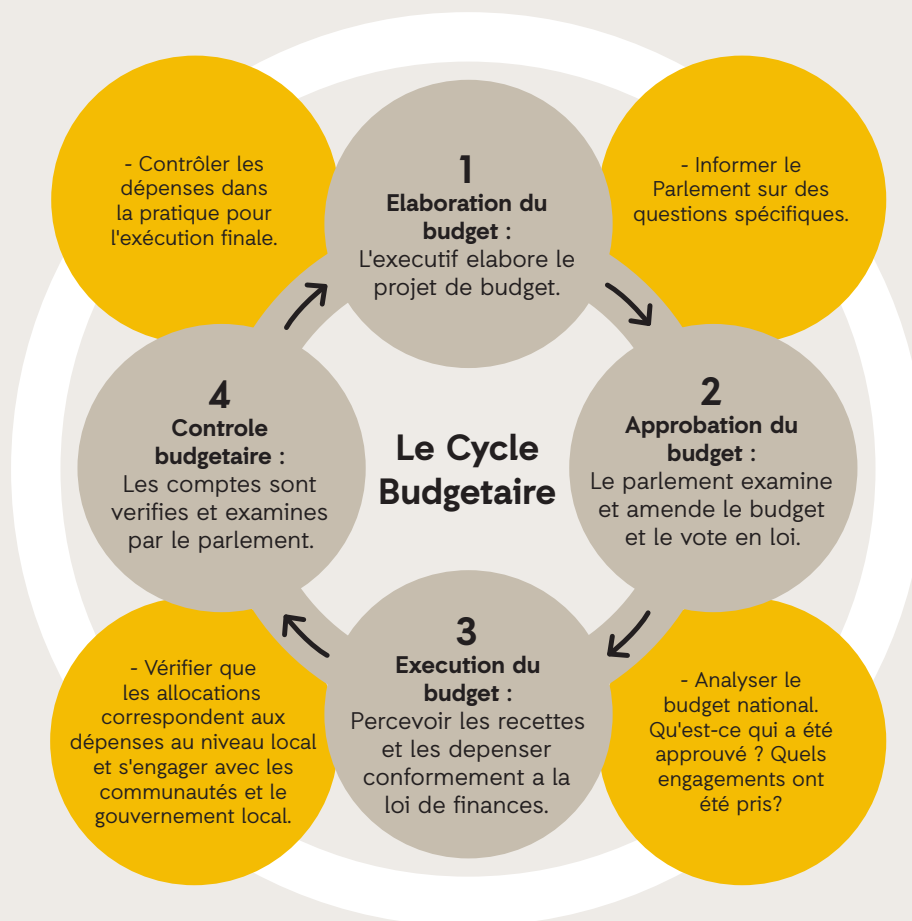 Le Cycle
Budgetaire
1
Elaboration du
budget :
L'executif elabore le
projet de budget.
- Informer le
Parlement sur des
questions spécifiques.
2
Approbation du
budget :
Le parlement examine
et amende le budget
et le vote en loi.
- Analyser le
budget national.
Qu'est-ce qui a été
approuvé ? Quels
engagements ont
été pris?
3
Execution du
budget :
Percevoir les recettes
et les depenser
conformement a la
loi de finances.
- Vérifier que
les allocations
correspondent aux
dépenses au niveau local
et s'engager avec les
communautés et le
gouvernement local.
4
Controle
budgetaire :
Les comptes sont
verifies et examines
par le parlement.
- Contrôler les
dépenses dans
la pratique pour
l'exécution finale.